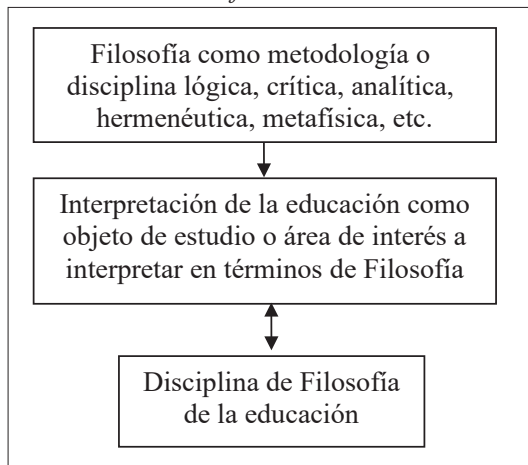 Filosofía como metodología o
disciplina lógica, crítica, analítica,
hermenéutica, metafísica, etc.
Interpretación de la educación como
objeto de estudio o área de interés a
interpretar en términos de Filosofía
Disciplina de Filosofía
de la educación